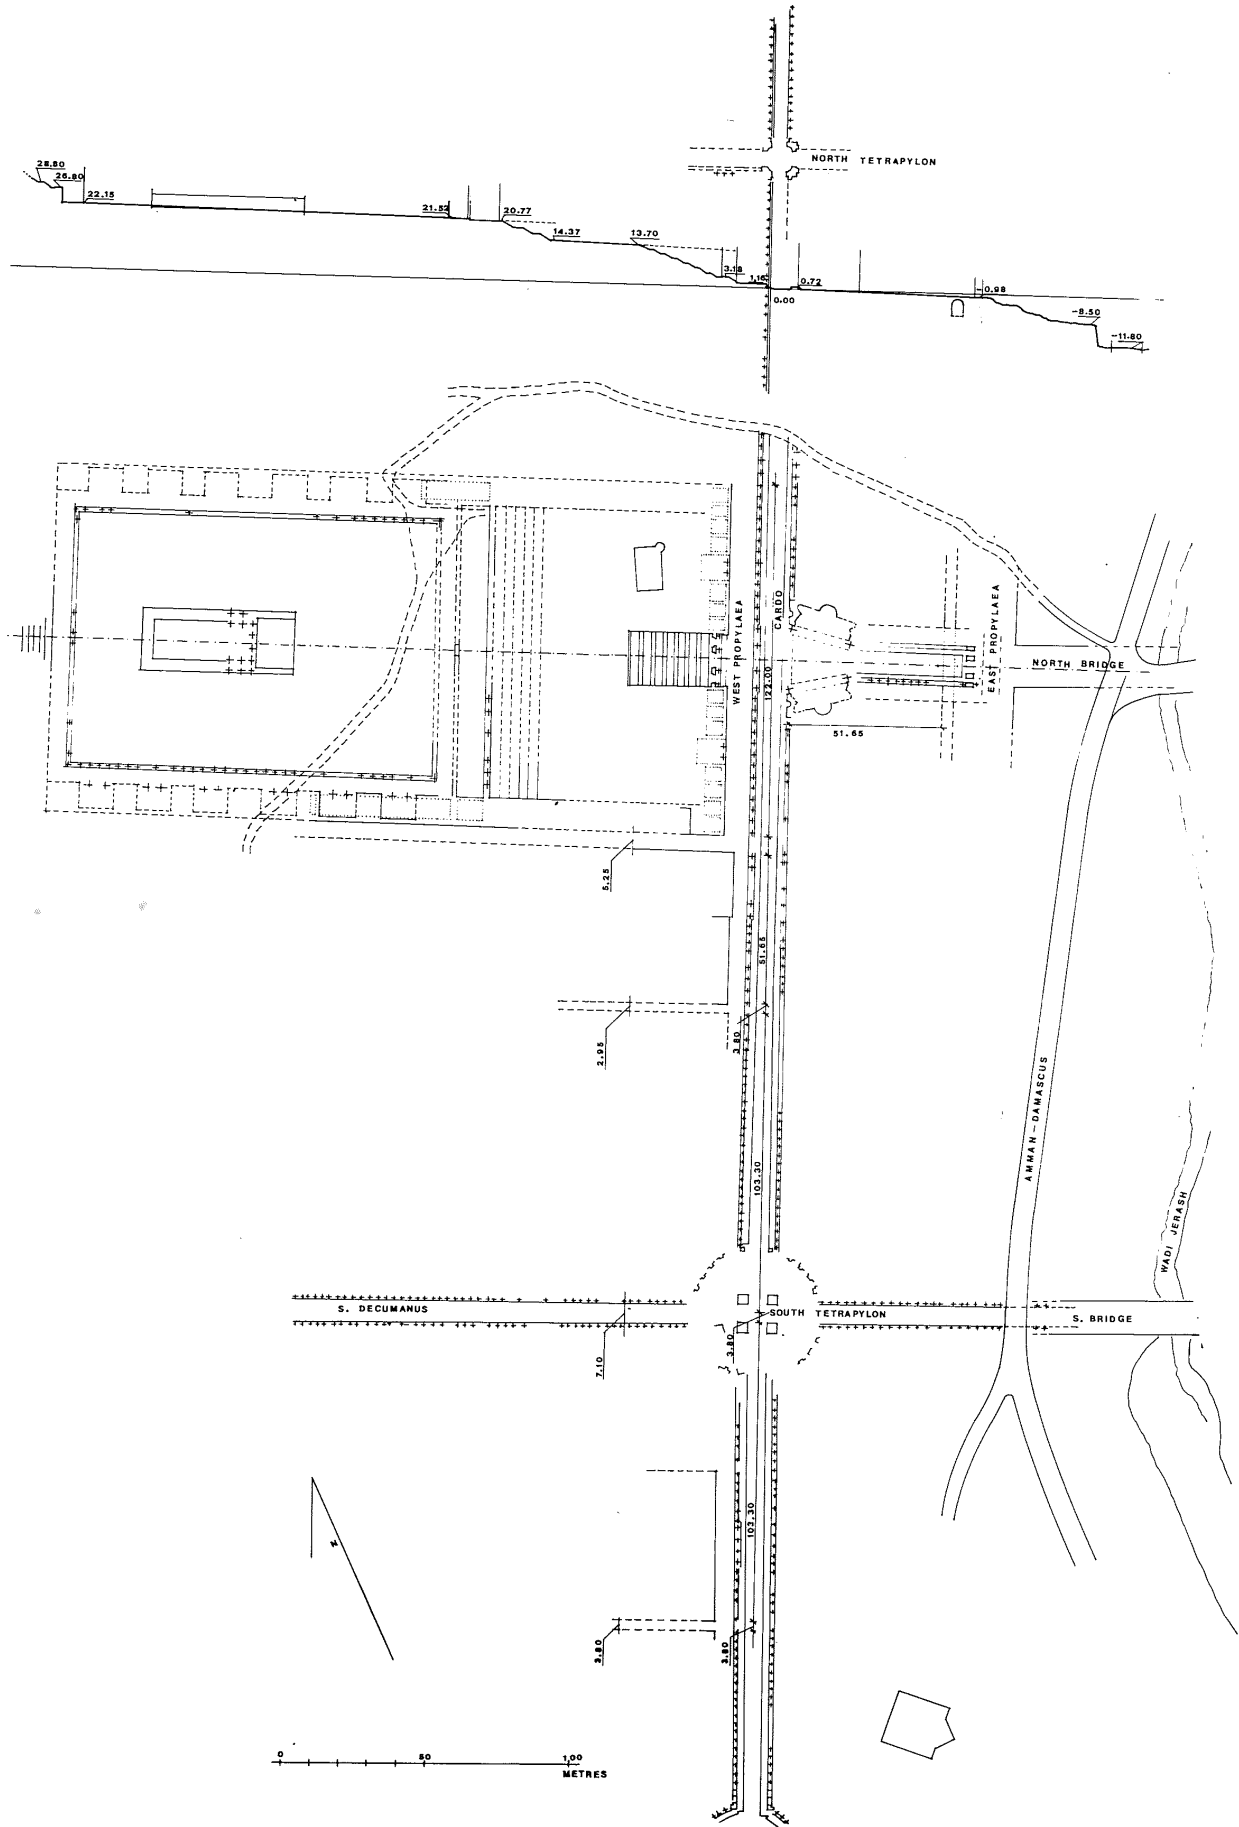 NORTH TETRAPYLON
28.80
26.80
22.15
21.52
20.77
14.37
13.70
3.18
1.16
0.72
0.00
-0.98
-8.50
-11.80
WEST PROPYLAEA
CARDO
122.00
EAST PROPYLAEA
NORTH BRIDGE
51.65
5.25
51.65
2.95
3.80
AMMAN-DAMASCUS
103.30
WADI JERASH
S. DECUMANUS
SOUTH TETRAPYLON
S. BRIDGE
7.10
3.80
103.30
N
3.80
3.80
0 50 100
METRES